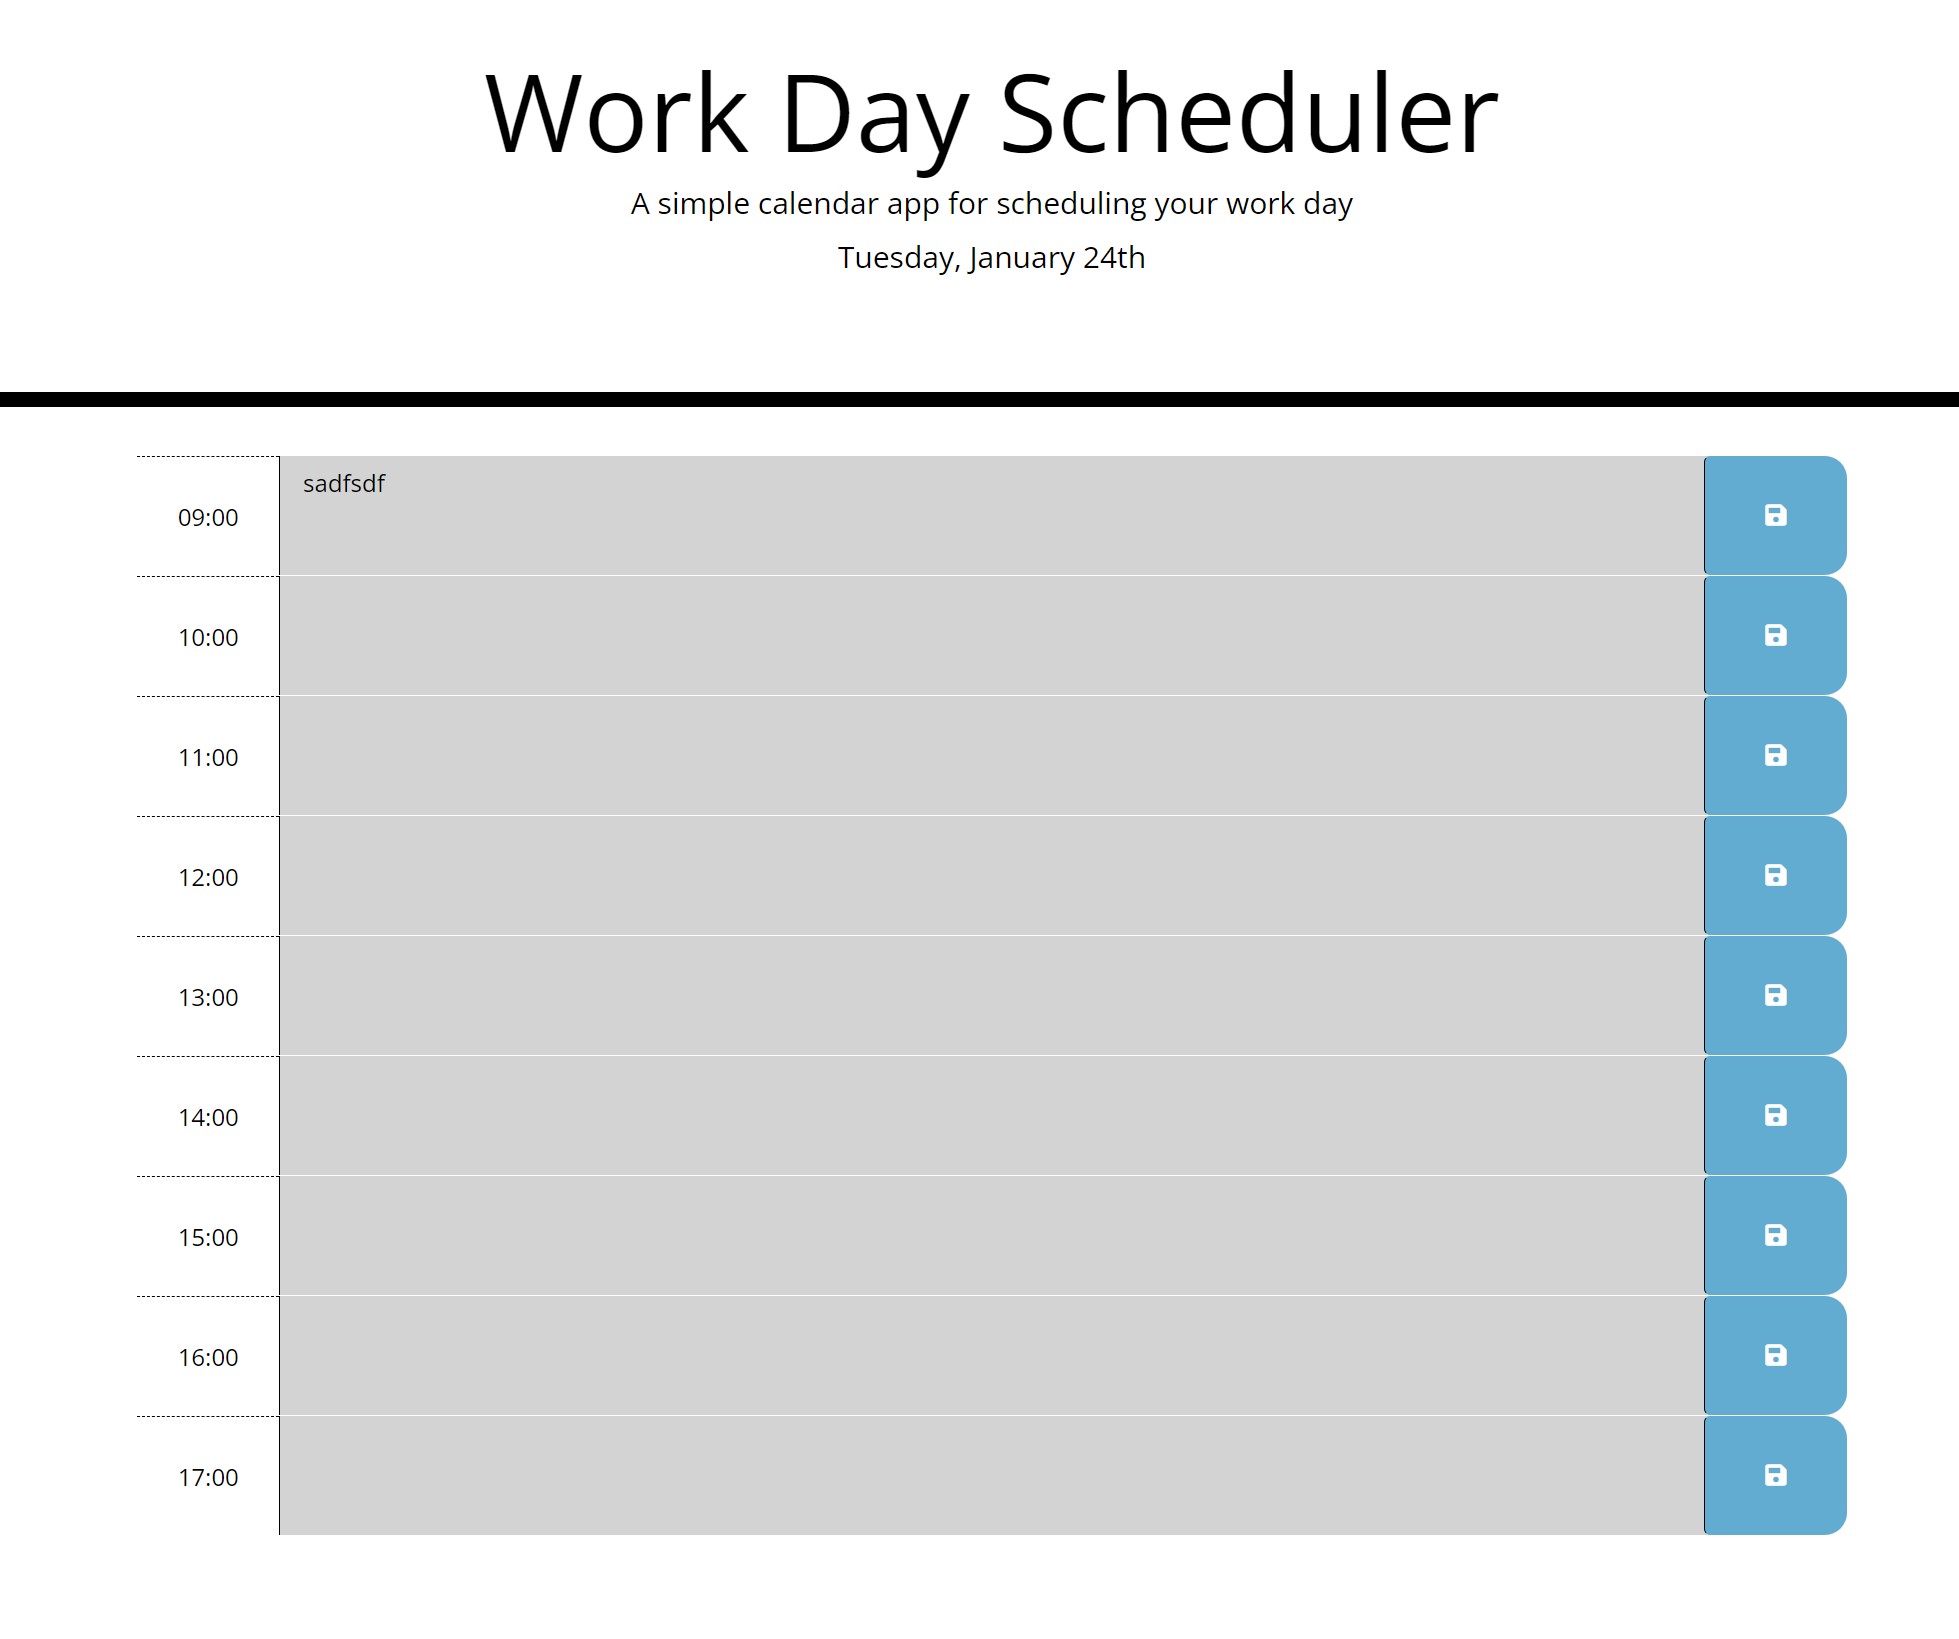 Work Day Scheduler
A simple calendar app for scheduling your work day
Tuesday, January 24th
09:00
sadfsdf
10:00
11:00
12:00
13:00
14:00
15:00
16:00
17:00